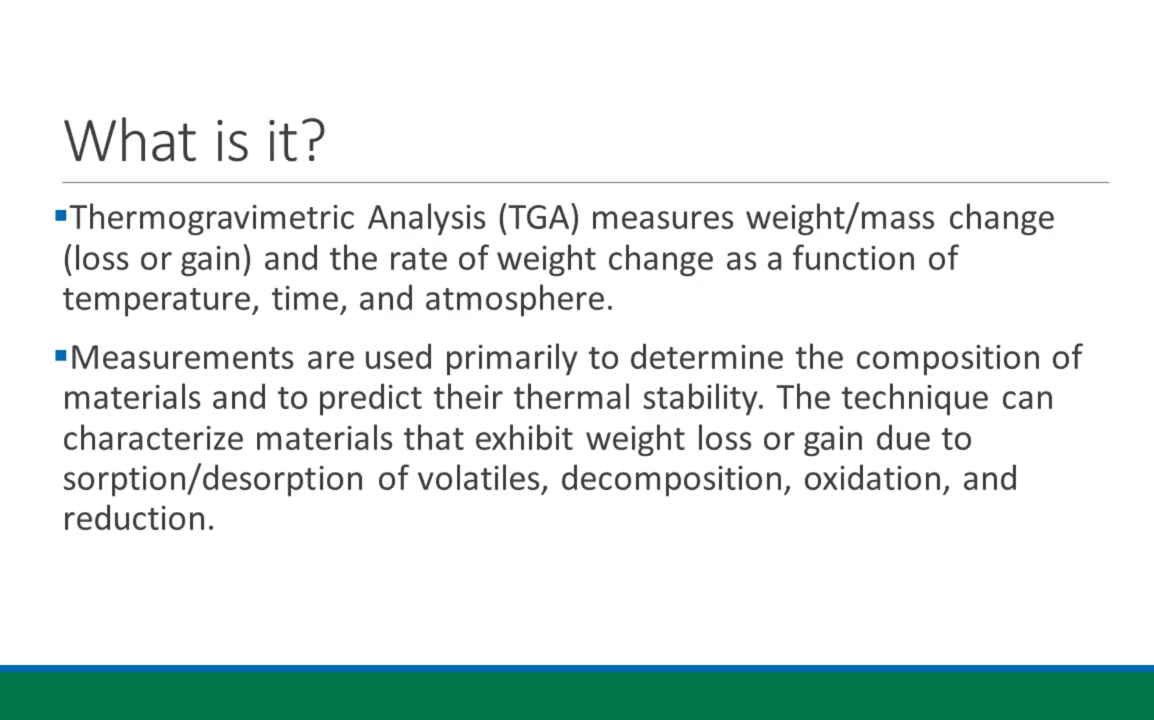 What is it?
▪Thermogravimetric Analysis (TGA) measures weight/mass change
(loss or gain) and the rate of weight change as a function of
temperature, time, and atmosphere.
▪Measurements are used primarily to determine the composition of
materials and to predict their thermal stability. The technique can
characterize materials that exhibit weight loss or gain due to
sorption/desorption of volatiles, decomposition, oxidation, and
reduction.